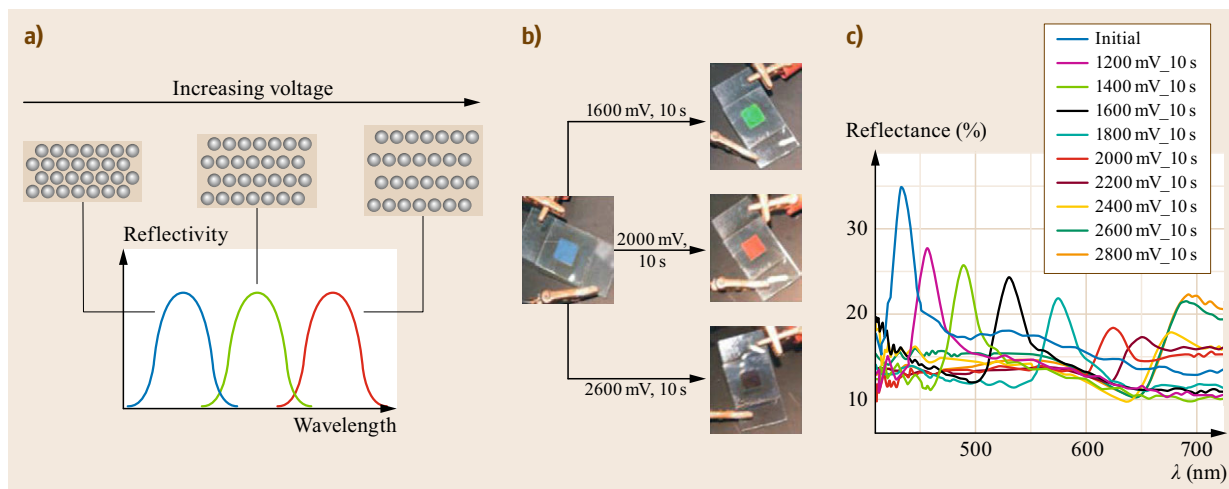 a)
Increasing voltage
Reflectivity
Wavelength
b)
1600 mV, 10 s
2000 mV,
10 s
2600 mV, 10 s
c)
Reflectance (%)
30
20
10
500
600
700
λ (nm)
Initial
1200 mV_10 s
1400 mV_10 s
1600 mV_10 s
1800 mV_10 s
2000 mV_10 s
2200 mV_10 s
2400 mV_10 s
2600 mV_10 s
2800 mV_10 s